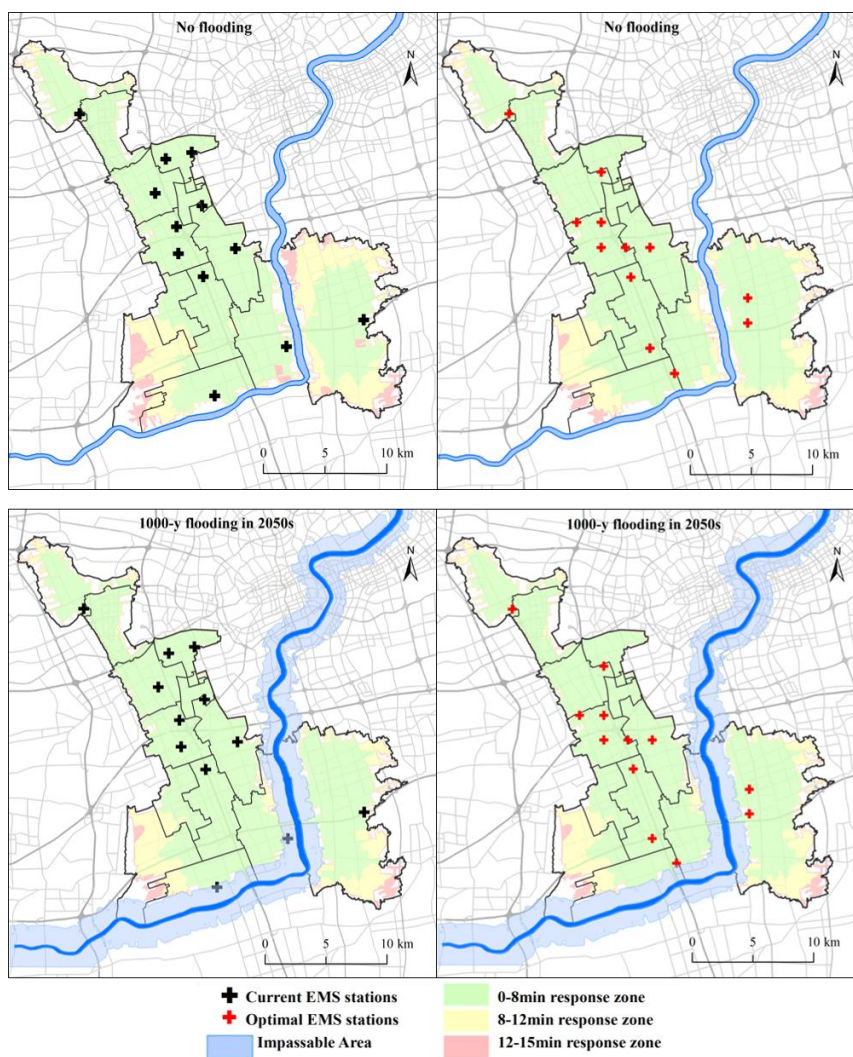 No flooding
N
0 5 10 km
No flooding
N
0 5 10 km
1000-y flooding in 2050s
N
0 5 10 km
1000-y flooding in 2050s
N
0 5 10 km
Current EMS stations
Optimal EMS stations
Impassable Area
0-8min response zone
8-12min response zone
12-15min response zone